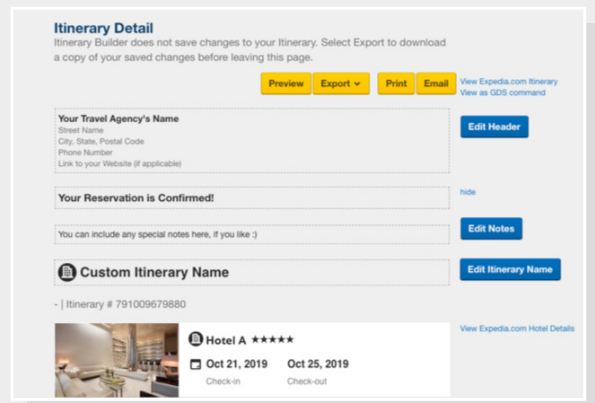 Itinerary Detail
Itinerary Builder does not save changes to your Itinerary. Select Export to download
a copy of your saved changes before leaving this page.
Preview Export Print Email
View Expedia.com Itinerary
View as GDS command
Your Travel Agency's Name
Street Name
City, State, Postal Code
Phone Number
Link to your Website (if applicable)
Edit Header
Your Reservation is Confirmed!
hide
You can include any special notes here, if you like :)
Edit Notes
Custom Itinerary Name
Edit Itinerary Name
- | Itinerary # 791009679880
Hotel A ★★★★★
View Expedia.com Hotel Details
Oct 21, 2019 Oct 25, 2019
Check-in Check-out